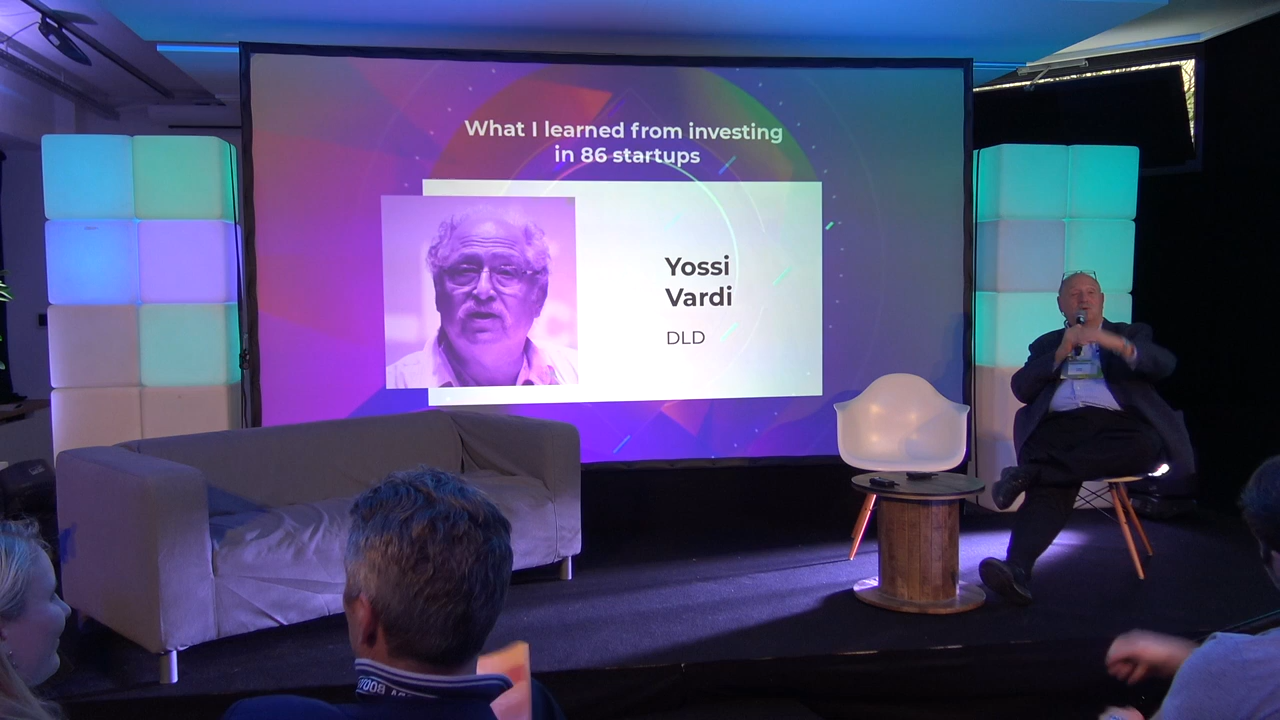 What I learned from investing
in 86 startups
Yossi
Vardi
DLD